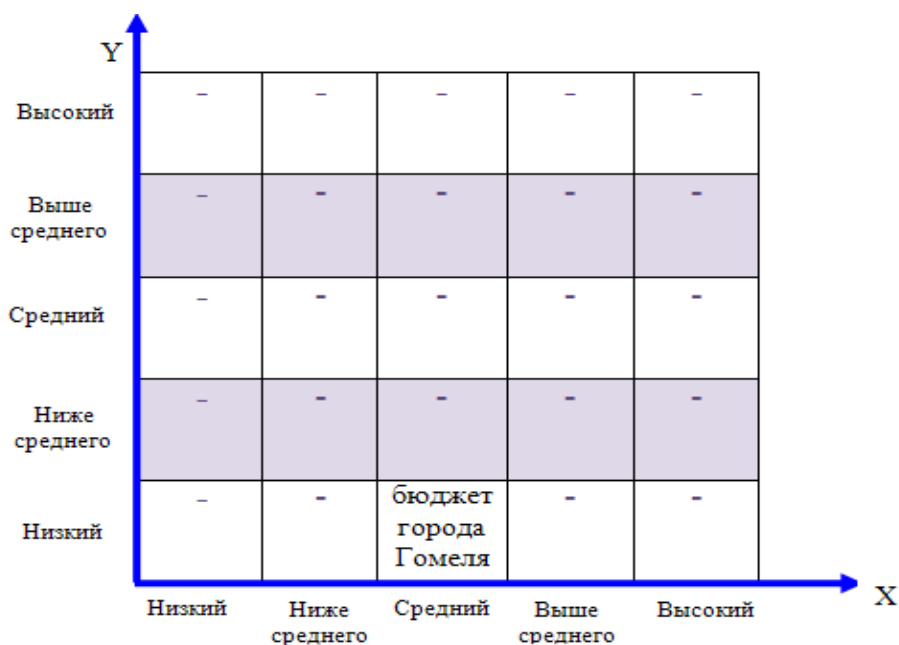 Y
Высокий
- - - - -
Выше
среднего
- - - - -
Средний
- - - - -
Ниже
среднего
- - - - -
Низкий
- - бюджет
города
Гомеля
- -
X
Низкий
Ниже
среднего
Средний
Выше
среднего
Высокий